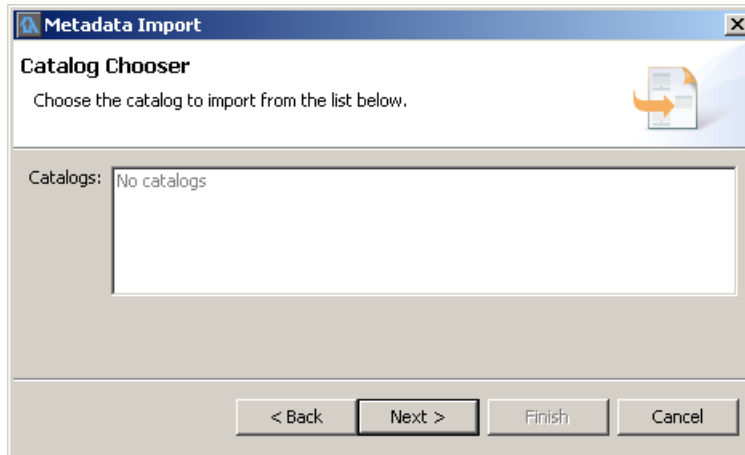 Metadata Import
Catalog Chooser
Choose the catalog to import from the list below.
Catalogs: No catalogs
< Back Next > Finish Cancel